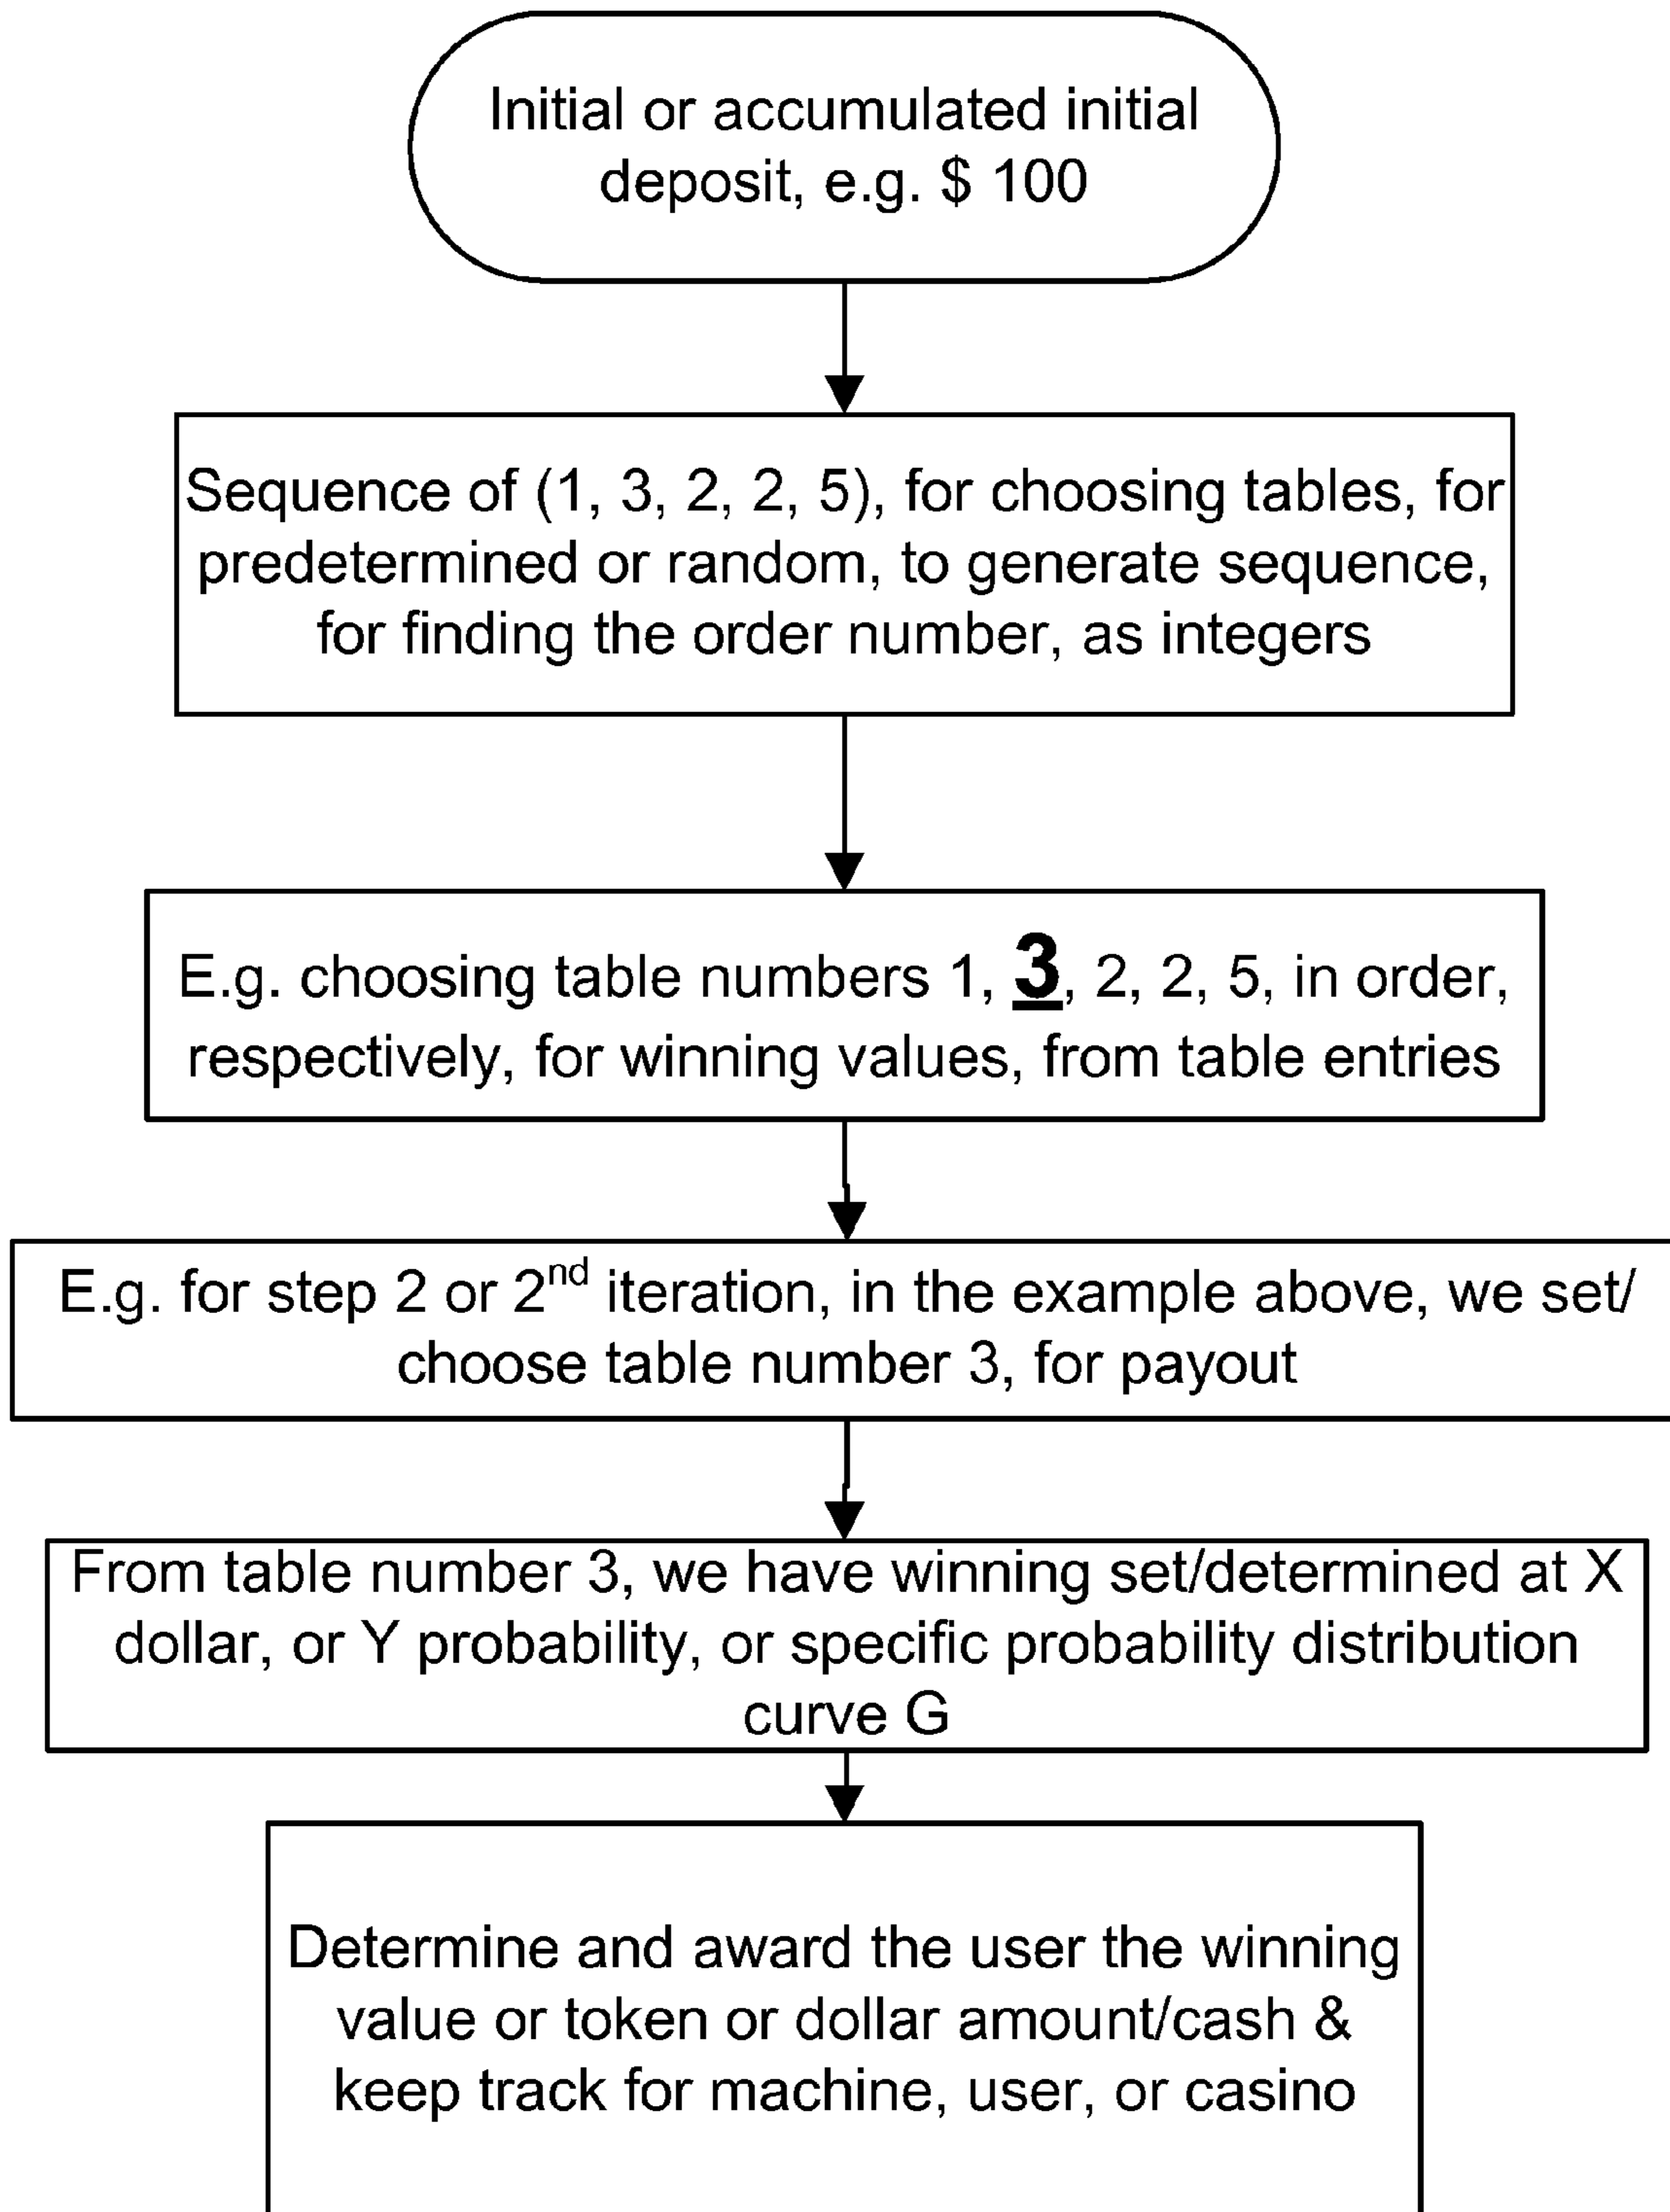 Initial or accumulated initial
deposit, e.g. $ 100
Sequence of (1, 3, 2, 2, 5), for choosing tables, for
predetermined or random, to generate sequence,
for finding the order number, as integers
E.g. choosing table numbers 1, 3, 2, 2, 5, in order,
respectively, for winning values, from table entries
E.g. for step 2 or 2nd iteration, in the example above, we set/
choose table number 3, for payout
From table number 3, we have winning set/determined at X
dollar, or Y probability, or specific probability distribution
curve G
Determine and award the user the winning
value or token or dollar amount/cash &
keep track for machine, user, or casino